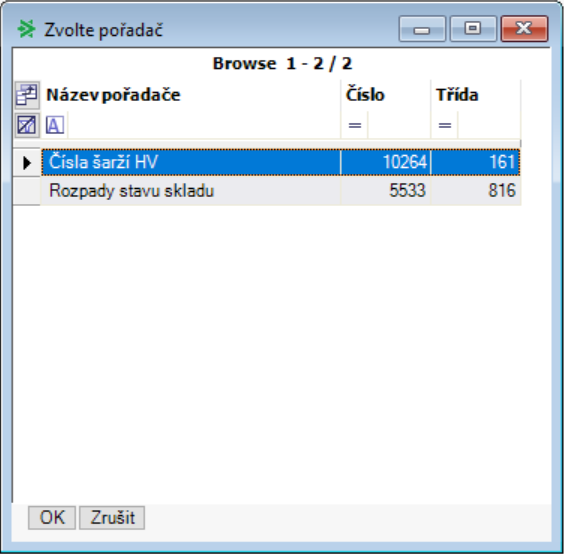 Zvolte pořadač
Browse 1 - 2 / 2
Název pořadače Číslo Třída
A = =
Čísla šarží HV 10264 161
Rozpady stavu skladu 5533 816
OK Zrušit